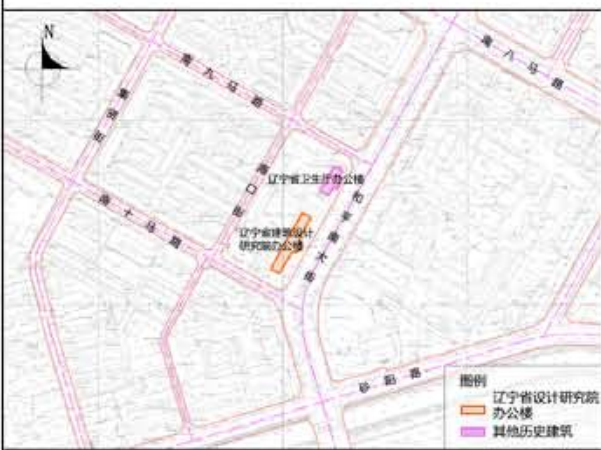 N
南九马路
南八马路
集贤街
南口街
辽宁省卫生厅办公楼
和平南大街
南十马路
辽宁省建筑设计
研究院办公楼
砂阳路
图例
辽宁省设计研究院
办公楼
其他历史建筑